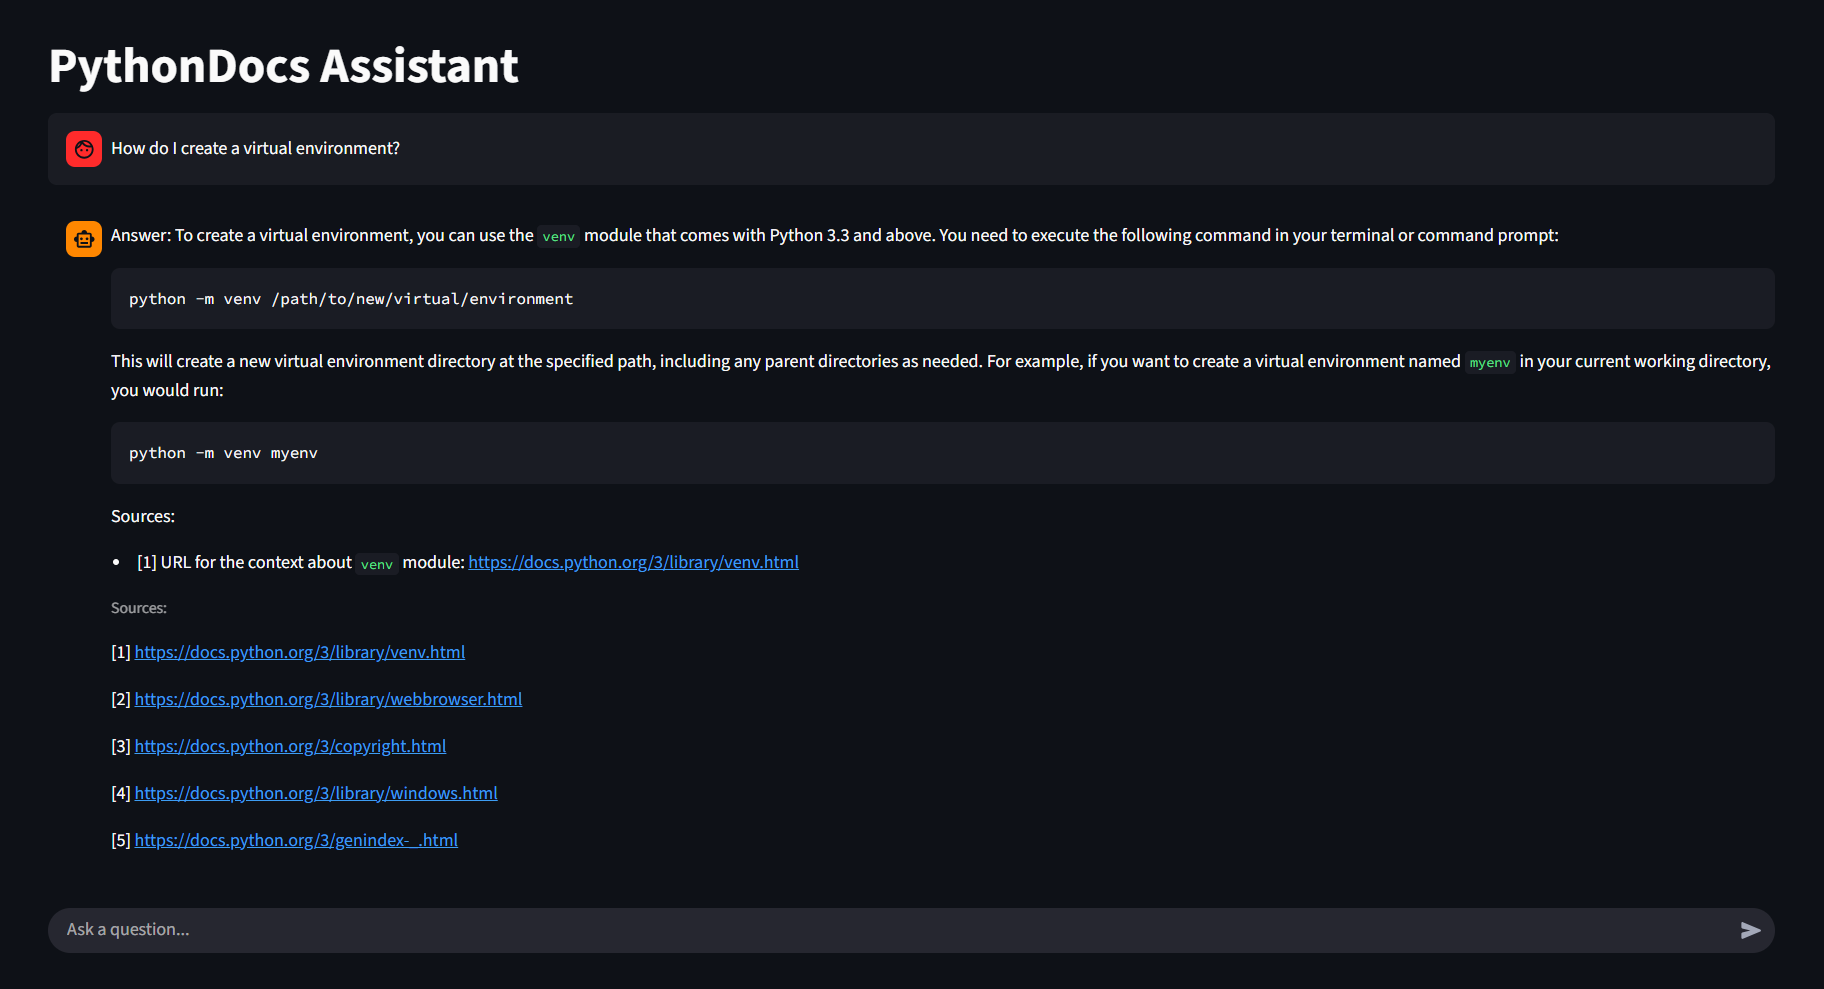 PythonDocs Assistant
How do I create a virtual environment?
Answer: To create a virtual environment, you can use the venv module that comes with Python 3.3 and above. You need to execute the following command in your terminal or command prompt:
python -m venv /path/to/new/virtual/environment
This will create a new virtual environment directory at the specified path, including any parent directories as needed. For example, if you want to create a virtual environment named myenv in your current working directory,
you would run:
python -m venv myenv
Sources:
• [1] URL for the context about venv module: https://docs.python.org/3/library/venv.html
Sources:
[1] https://docs.python.org/3/library/venv.html
[2] https://docs.python.org/3/library/webbrowser.html
[3] https://docs.python.org/3/copyright.html
[4] https://docs.python.org/3/library/windows.html
[5] https://docs.python.org/3/genindex-_.html
Ask a question...